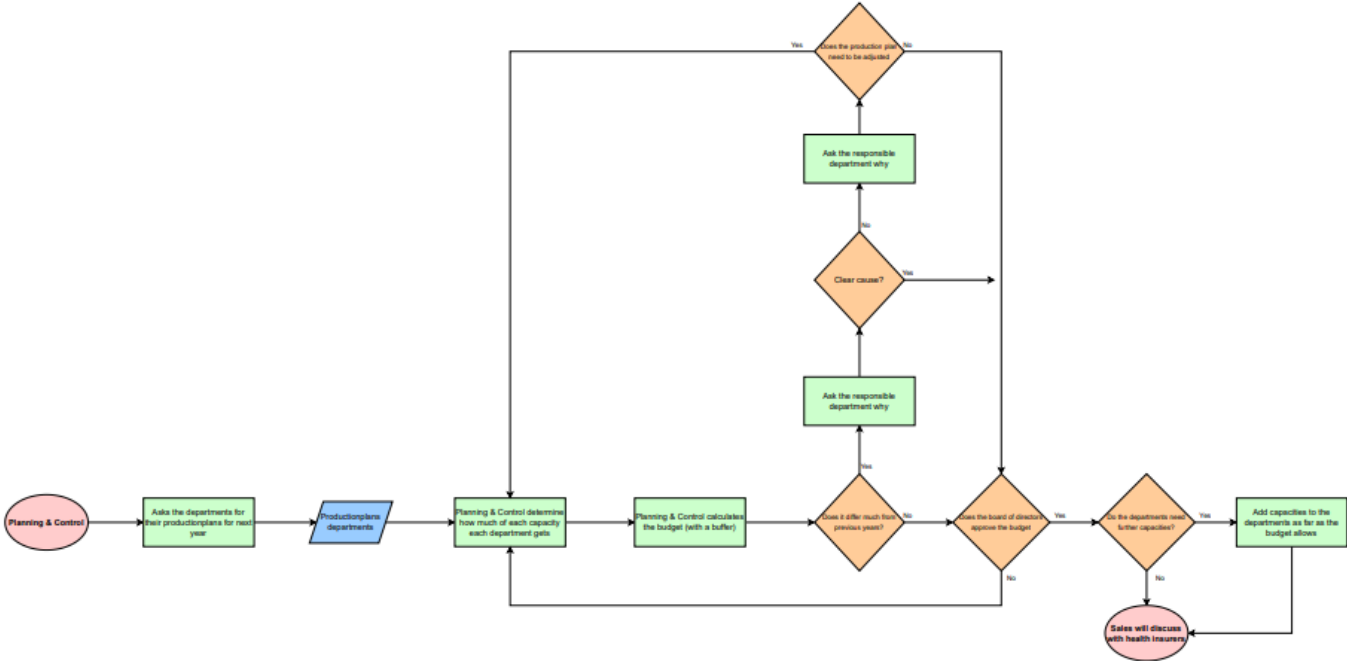 Yes
Does the production plan
need to be adjusted
No
Ask the responsible
department why
No
Clear cause?
Yes
Ask the responsible
department why
Yes
Planning & Control
Asks the departments for
their productionplans for next
year
Productionplans
departments
Planning & Control determine
how much of each capacity
each department gets
Planning & Control calculates
the budget (with a buffer)
Does it differ much from
previous years?
No
Does the board of directors
approve the budget
Yes
No
Do the departments need
further capacities?
Yes
No
Add capacities to the
departments as far as the
budget allows
Sales will discuss
with health insurers